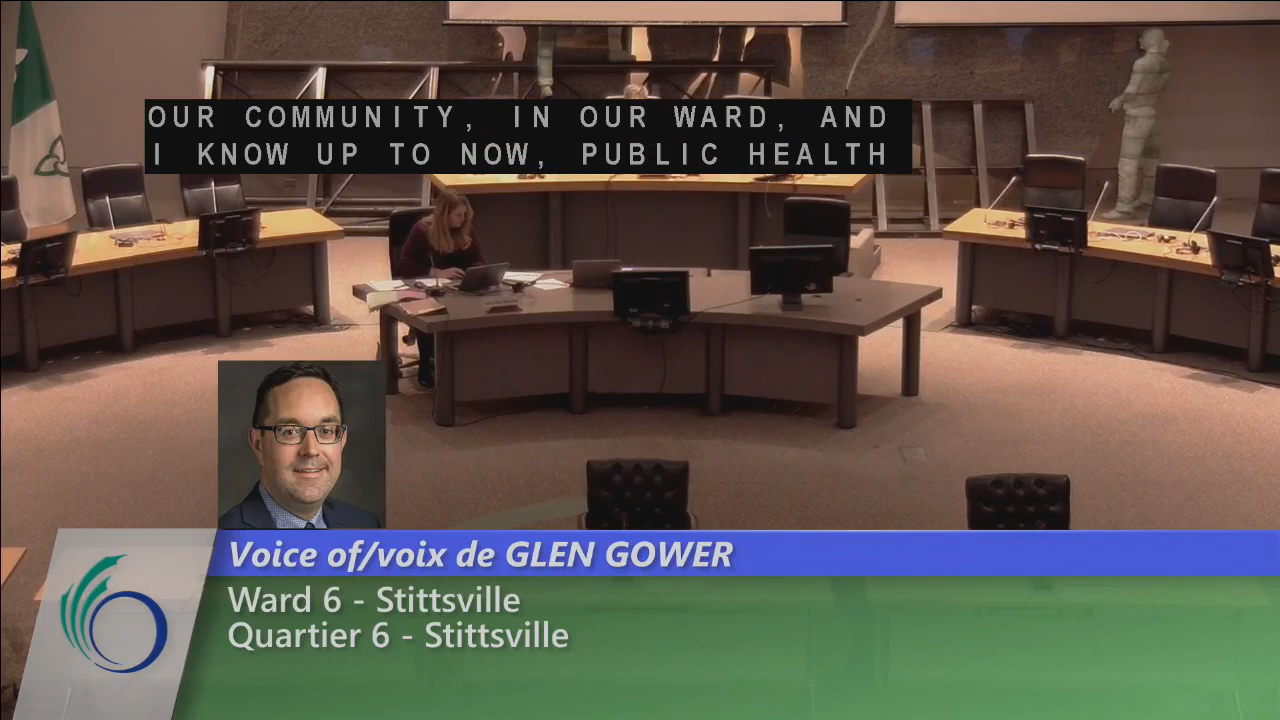 OUR COMMUNITY, IN OUR WARD, AND
I KNOW UP TO NOW, PUBLIC HEALTH
Voice of/voix de GLEN GOWER
Ward 6 - Stittsville
Quartier 6 - Stittsville